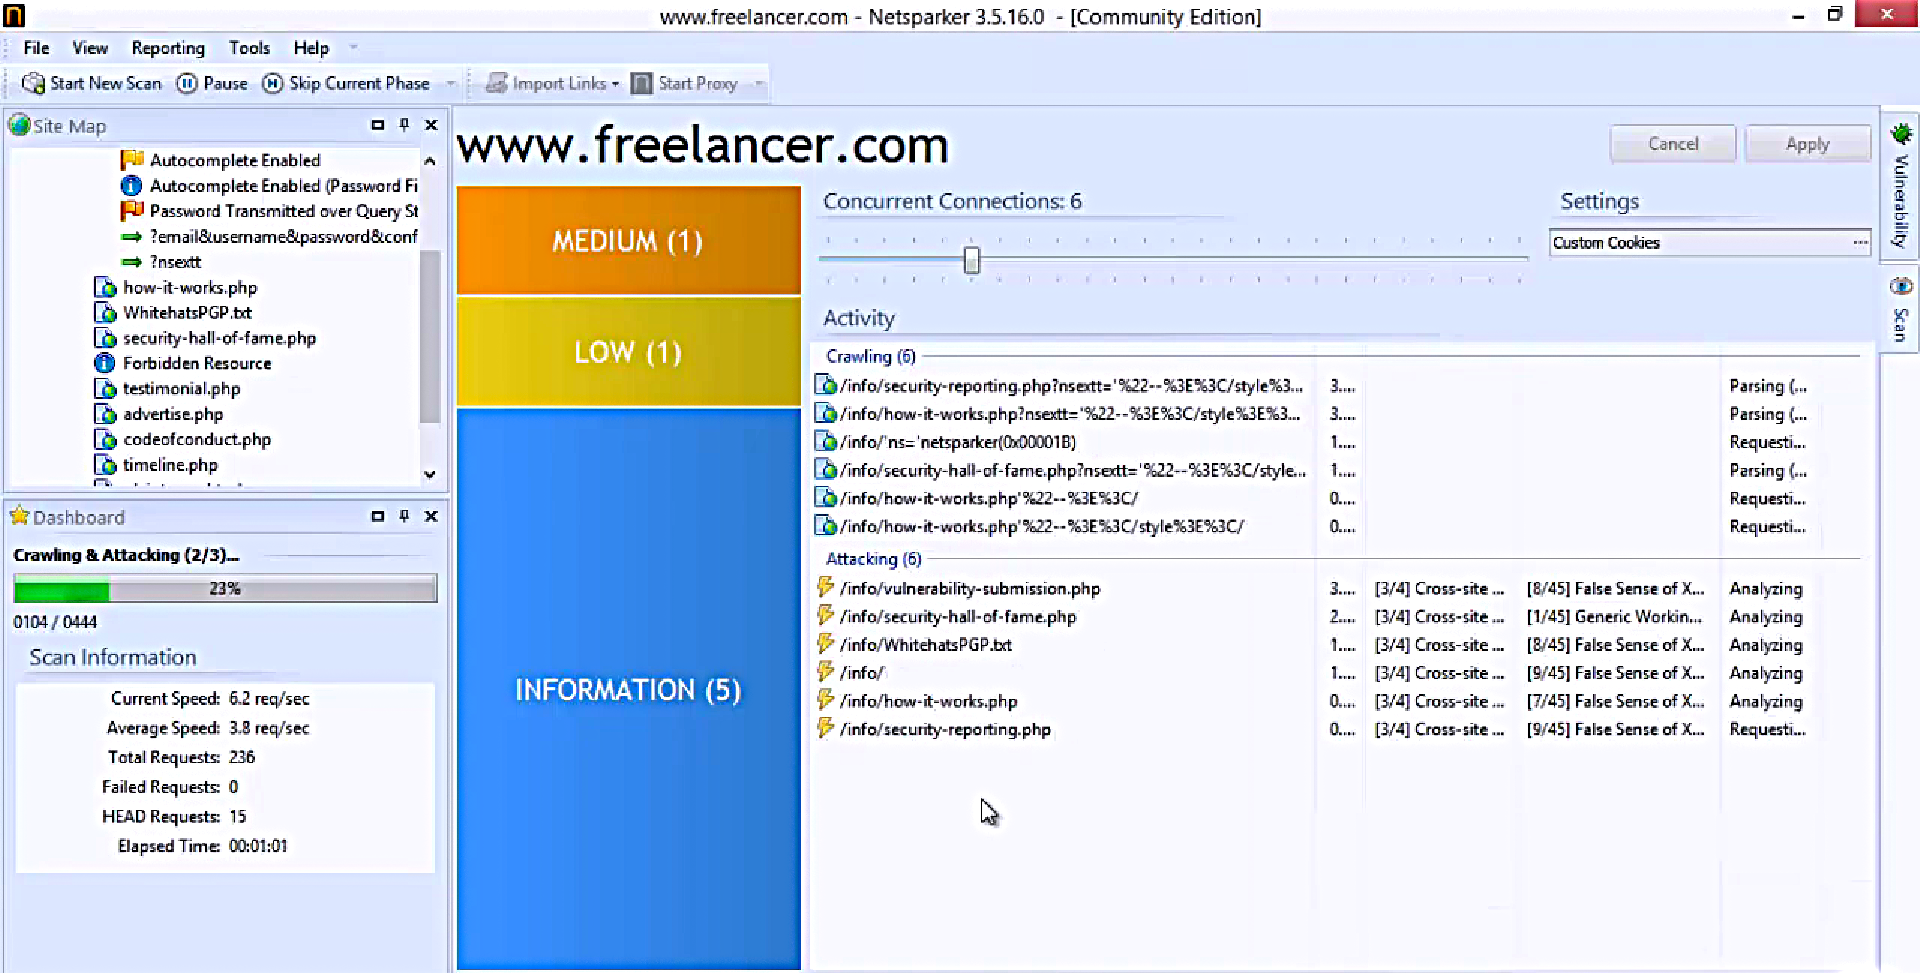 www.freelancer.com - Netsparker 3.5.16.0 - [Community Edition]
File View Reporting Tools Help
Start New Scan Pause Skip Current Phase Import Links Start Proxy
Site Map
Autocomplete Enabled
Autocomplete Enabled (Password Fi
Password Transmitted over Query St
?email&username&password&conf
?nsextt
how-it-works.php
WhitehatsPGP.txt
security-hall-of-fame.php
Forbidden Resource
testimonial.php
advertise.php
codeofconduct.php
timeline.php
Dashboard
Crawling & Attacking (2/3)...
23%
0104 / 0444
Scan Information
Current Speed: 6.2 req/sec
Average Speed: 3.8 req/sec
Total Requests: 236
Failed Requests: 0
HEAD Requests: 15
Elapsed Time: 00:01:01
www.freelancer.com
Cancel Apply
MEDIUM (1)
LOW (1)
INFORMATION (5)
Concurrent Connections: 6
Settings
Custom Cookies ...
Activity
Crawling (6)
/info/security-reporting.php?nsextt='%22--%3E%3C/style%3... 3.... Parsing (...
/info/how-it-works.php?nsextt='%22--%3E%3C/style%3E%3... 3.... Parsing (...
/info/'ns='netsparker(0x00001B) 1.... Requesti...
/info/security-hall-of-fame.php?nsextt='%22--%3E%3C/style... 1.... Parsing (...
/info/how-it-works.php'%22--%3E%3C/ 0.... Requesti...
/info/how-it-works.php'%22--%3E%3C/style%3E%3C/ 0.... Requesti...
Attacking (6)
/info/vulnerability-submission.php 3.... [3/4] Cross-site ... [8/45] False Sense of X... Analyzing
/info/security-hall-of-fame.php 2.... [3/4] Cross-site ... [1/45] Generic Workin... Analyzing
/info/WhitehatsPGP.txt 1.... [3/4] Cross-site ... [8/45] False Sense of X... Analyzing
/info/ 1.... [3/4] Cross-site ... [9/45] False Sense of X... Analyzing
/info/how-it-works.php 0.... [3/4] Cross-site ... [7/45] False Sense of X... Analyzing
/info/security-reporting.php 0.... [3/4] Cross-site ... [9/45] False Sense of X... Requesti...
Vulnerability
Scan